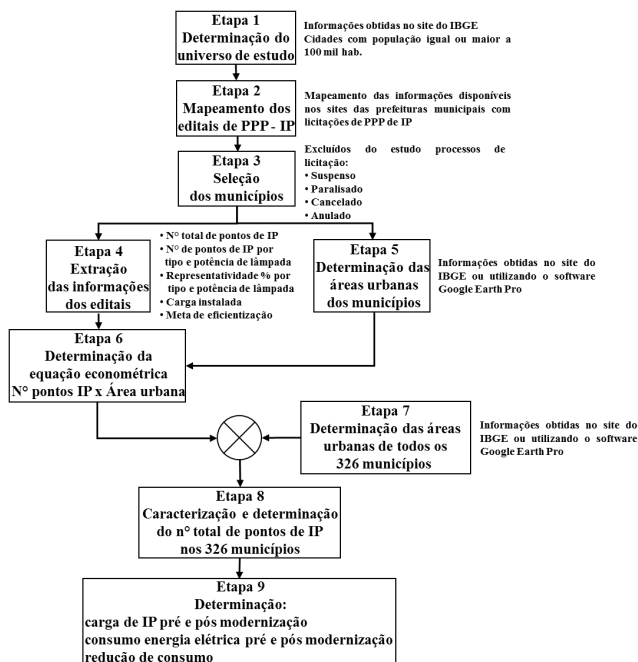 Etapa 1
Determinação do
universo de estudo
Informações obtidas no site do IBGE
Cidades com população igual ou maior a
100 mil hab.
Etapa 2
Mapeamento dos
editais de PPP - IP
Mapeamento das informações disponíveis
nos sites das prefeituras municipais com
licitações de PPP de IP
Etapa 3
Seleção
dos municípios
Excluídos do estudo processos de
licitação:
• Suspenso
• Paralisado
• Cancelado
• Anulado
Etapa 4
Extração
das informações
dos editais
• N° total de pontos de IP
• N° de pontos de IP por
tipo e potência de lâmpada
• Representatividade % por
tipo e potência de lâmpada
• Carga instalada
• Meta de eficientização
Etapa 5
Determinação das
áreas urbanas
dos municípios
Informações obtidas no site do
IBGE ou utilizando o software
Google Earth Pro
Etapa 6
Determinação da
equação econométrica
N° pontos IP x Área urbana
Etapa 7
Determinação das áreas
urbanas de todos os
326 municípios
Informações obtidas no site do
IBGE ou utilizando o software
Google Earth Pro
Etapa 8
Caracterização e determinação
do n° total de pontos de IP
nos 326 municípios
Etapa 9
Determinação:
carga de IP pré e pós modernização
consumo energia elétrica pré e pós modernização
redução de consumo